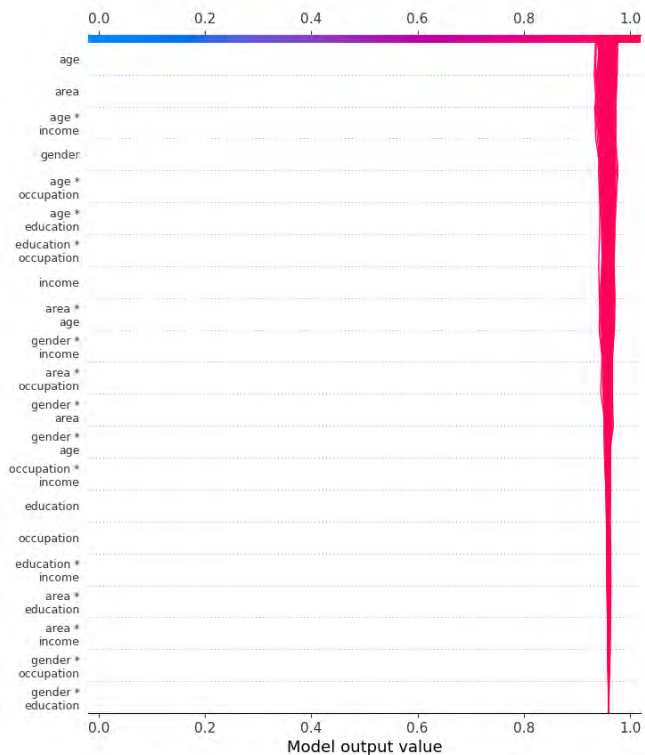 0.0 0.2 0.4 0.6 0.8 1.0
age
area
age *
income
gender
age *
occupation
age *
education
education *
occupation
income
area *
age
gender *
income
area *
occupation
gender *
area
gender *
age
occupation *
income
education
occupation
education *
income
area *
education
area *
income
gender *
occupation
gender *
education
0.0 0.2 0.4 0.6 0.8 1.0
Model output value